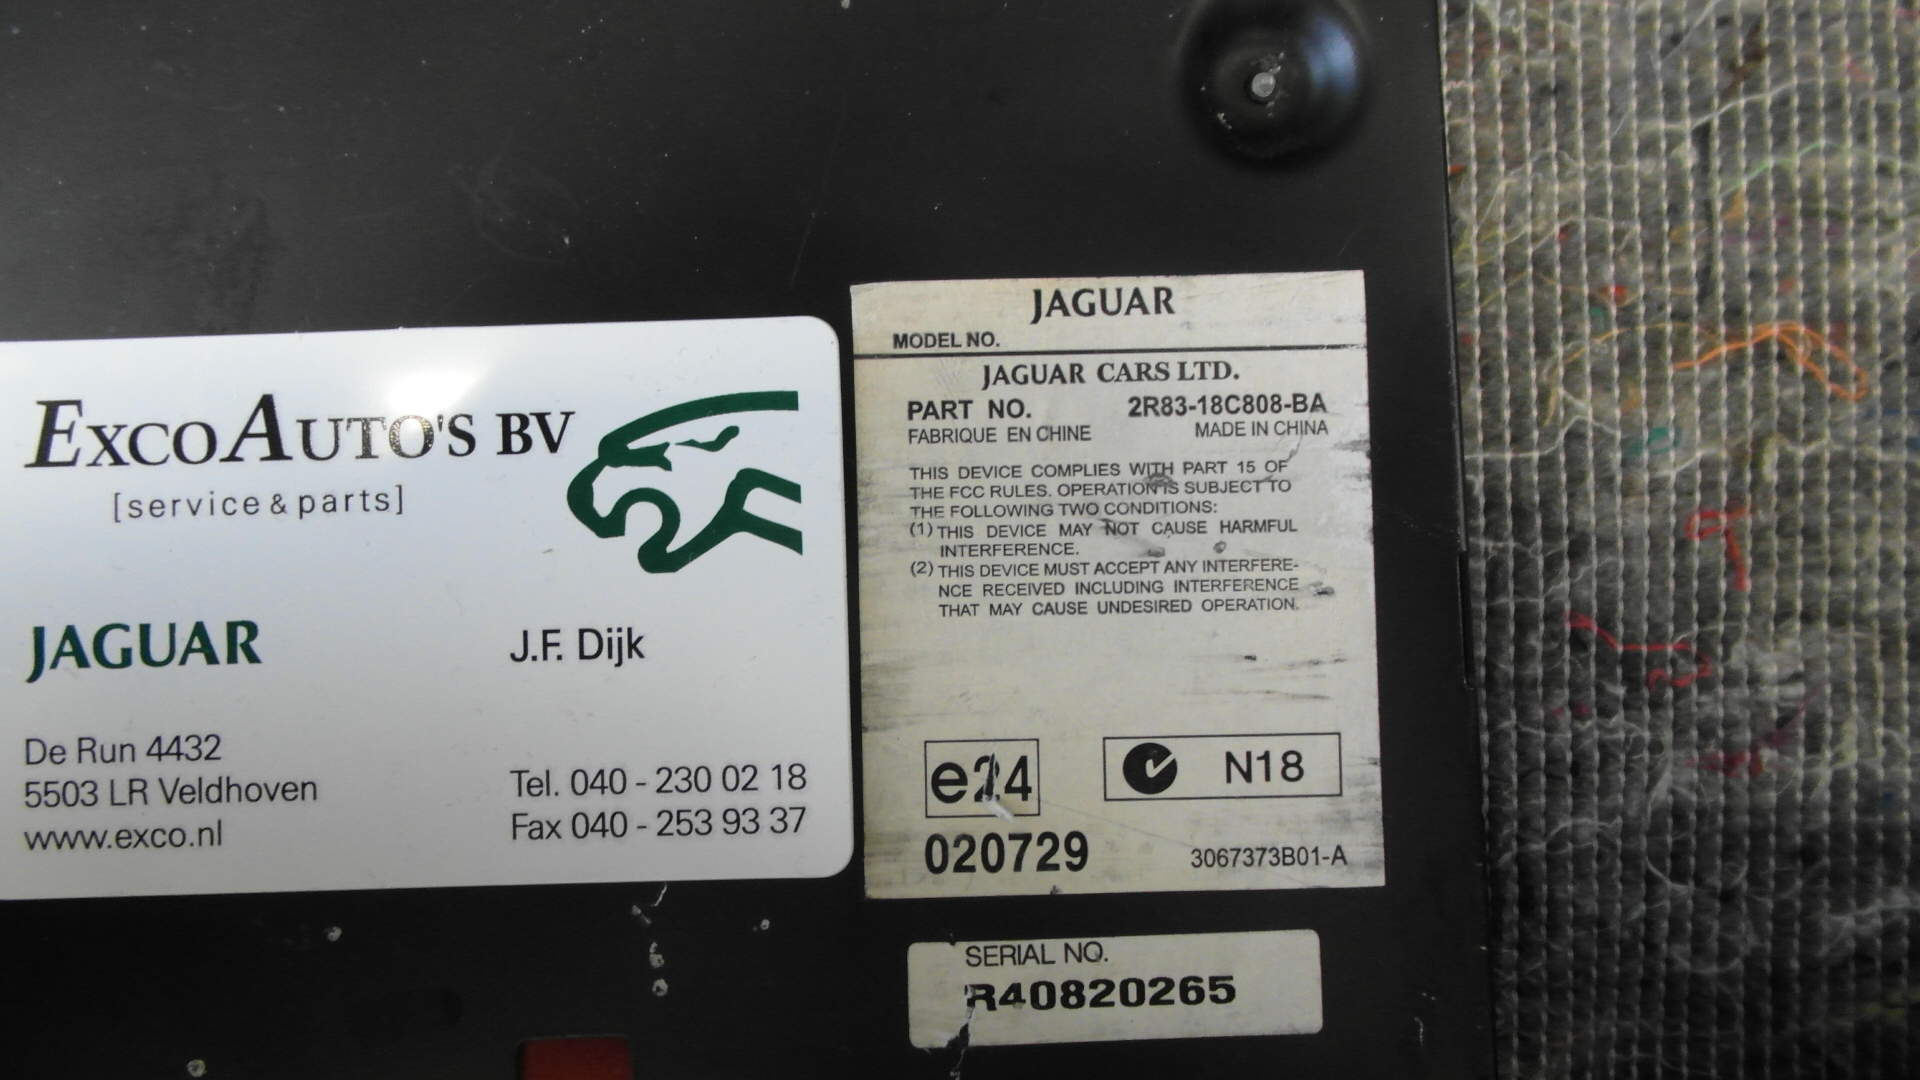 EXCOAUTO'S BV
[service & parts]
JAGUAR
J.F. Dijk
De Run 4432
5503 LR Veldhoven
www.exco.nl
Tel. 040 - 230 02 18
Fax 040 - 253 93 37
JAGUAR
MODEL NO.
JAGUAR CARS LTD.
PART NO. 2R83-18C808-BA
FABRIQUE EN CHINE MADE IN CHINA
THIS DEVICE COMPLIES WITH PART 15 OF
THE FCC RULES. OPERATION IS SUBJECT TO
THE FOLLOWING TWO CONDITIONS:
(1) THIS DEVICE MAY NOT CAUSE HARMFUL
INTERFERENCE.
(2) THIS DEVICE MUST ACCEPT ANY INTERFERE-
NCE RECEIVED INCLUDING INTERFERENCE
THAT MAY CAUSE UNDESIRED OPERATION.
e24 N18
020729 3067373B01-A
SERIAL NO.
R40820265